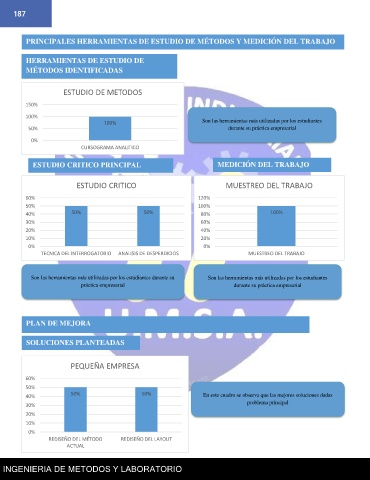 187
PRINCIPALES HERRAMIENTAS DE ESTUDIO DE MÉTODOS Y MEDICIÓN DEL TRABAJO
HERRAMIENTAS DE ESTUDIO DE
MÉTODOS IDENTIFICADAS
ESTUDIO DE METODOS
150%
100%
50%
0%
100%
CURSOGRAMA ANALITICO
Son las herramientas más utilizadas por los estudiantes
durante su práctica empresarial
ESTUDIO CRITICO PRINCIPAL
MEDICIÓN DEL TRABAJO
ESTUDIO CRITICO
60%
50%
40%
30%
20%
10%
0%
50%
50%
TECNICA DEL INTERROGATORIO
ANALISIS DE DESPERDICIOS
MUESTREO DEL TRABAJO
120%
100%
80%
60%
40%
20%
0%
100%
MUESTREO DEL TRABAJO
Son las herramientas más utilizadas por los estudiantes durante su
práctica empresarial
Son las herramientas más utilizadas por los estudiantes
durante su práctica empresarial
U.M.S.A.
PLAN DE MEJORA
SOLUCIONES PLANTEADAS
PEQUEÑA EMPRESA
60%
50%
40%
30%
20%
10%
0%
50%
50%
REDISEÑO DEL MÉTODO
ACTUAL
REDISEÑO DEL LAYOUT
En este cuadro se observa que las mejores soluciones dadas
problema principal
INGENIERIA DE METODOS Y LABORATORIO